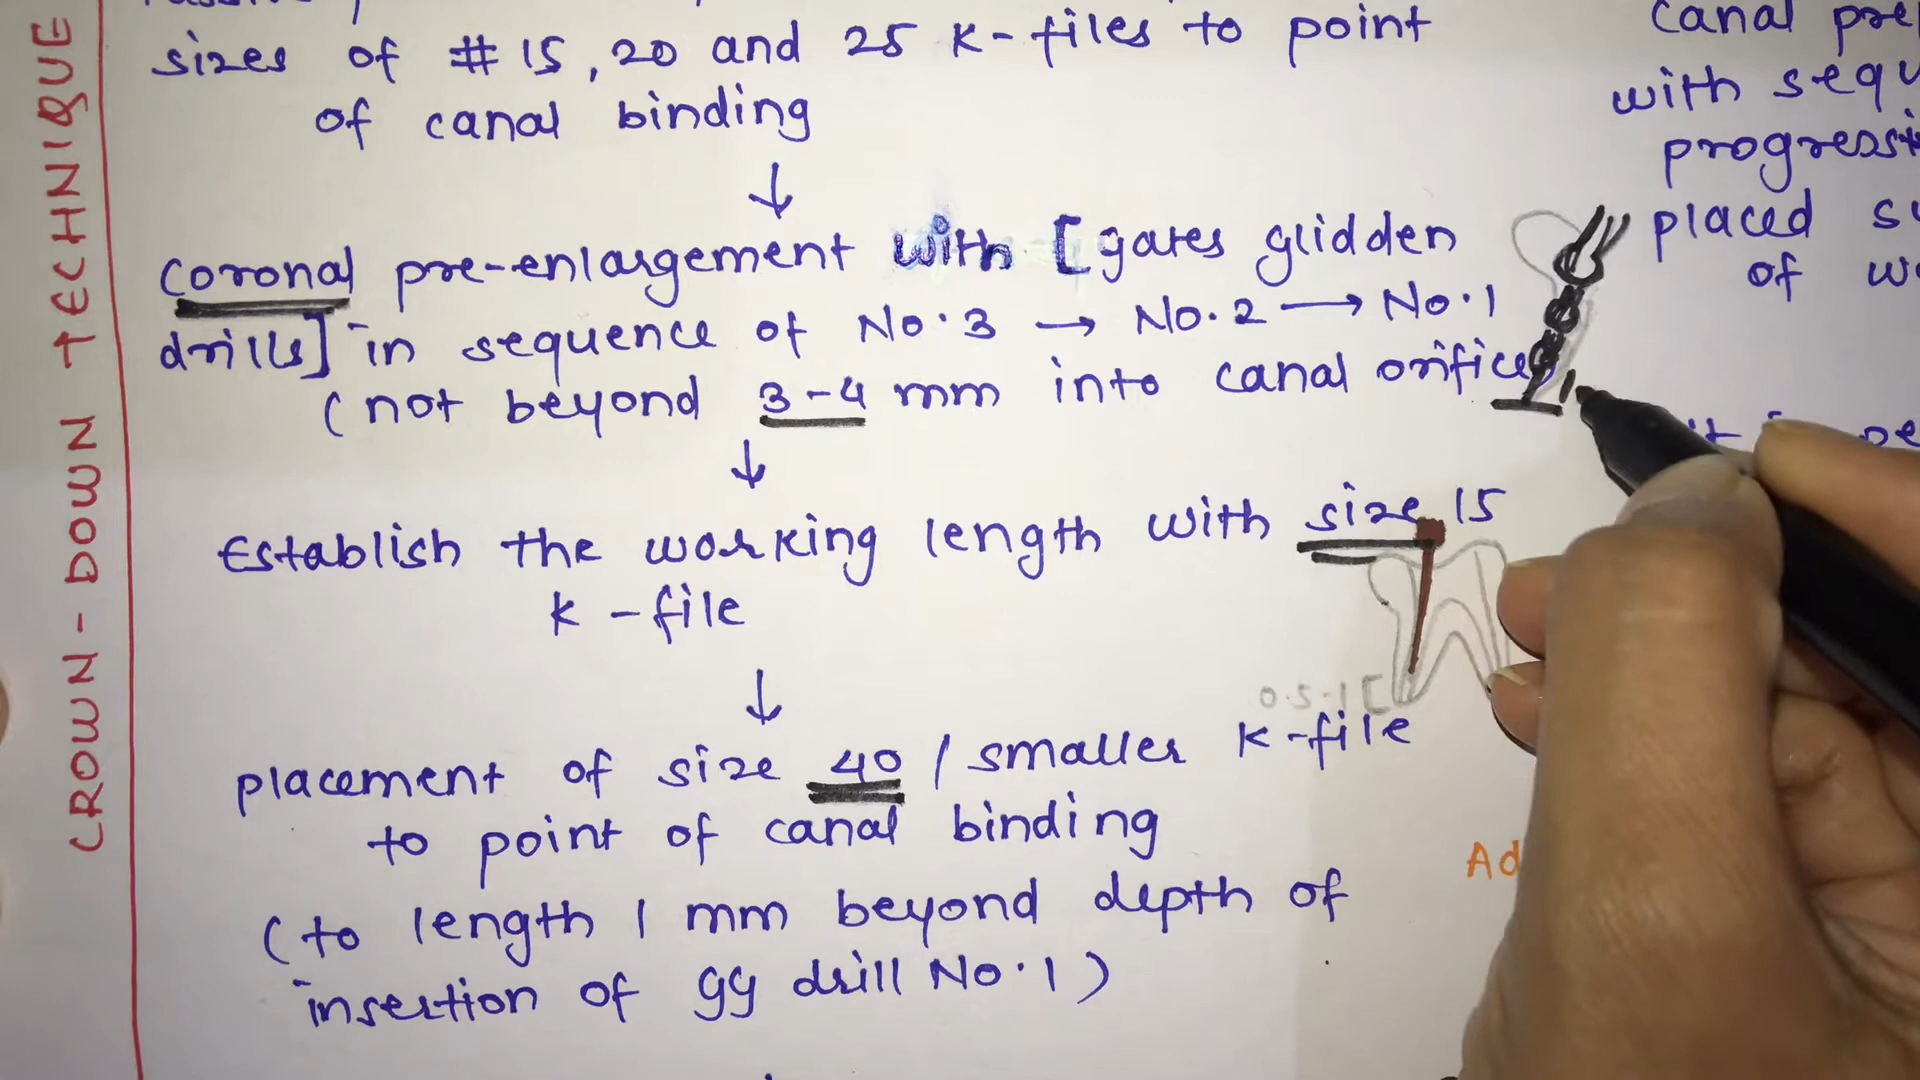 CROWN-DOWN TECHNIQUE
sizes of #15, 20 and 25 K-files to point
of canal binding
↓
coronal pre-enlargement with [gates glidden
drills] in sequence of No.3 → No.2 → No.1
(not beyond 3-4 mm into canal orifice
↓
Establish the working length with size 15
K-file
↓
placement of size 40 / smaller K-file
to point of canal binding
(to length 1 mm beyond depth of
insertion of gg drill No.1)
0.5-1
canal
with
placed
of